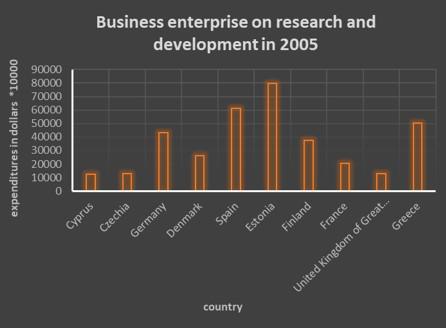 Business enterprise on research and
development in 2005
expenditures in dollars *10000
90000
80000
70000
60000
50000
40000
30000
20000
10000
0
Cyprus
Czechia
Germany
Denmark
Spain
Estonia
Finland
France
United Kingdom of Great...
Greece
country